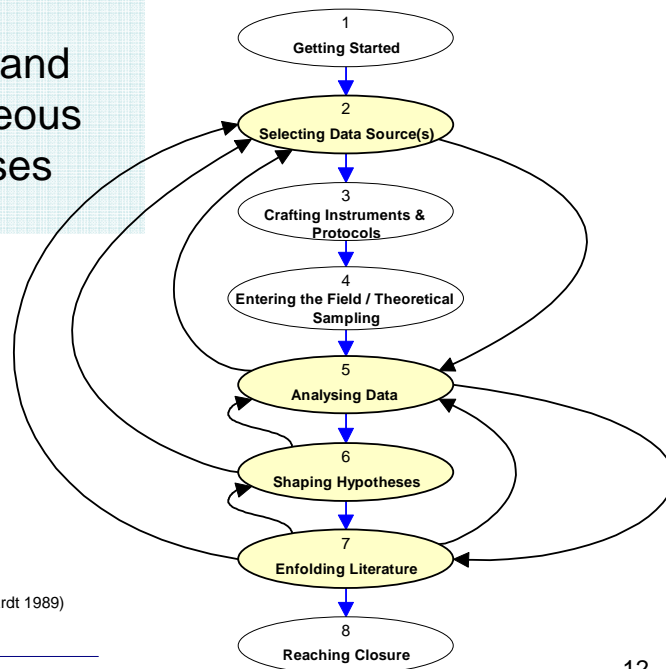 and
eous
ses
1
Getting Started
2
Selecting Data Source(s)
3
Crafting Instruments &
Protocols
4
Entering the Field / Theoretical
Sampling
5
Analysing Data
6
Shaping Hypotheses
7
Enfolding Literature
rdt 1989)
8
Reaching Closure
12